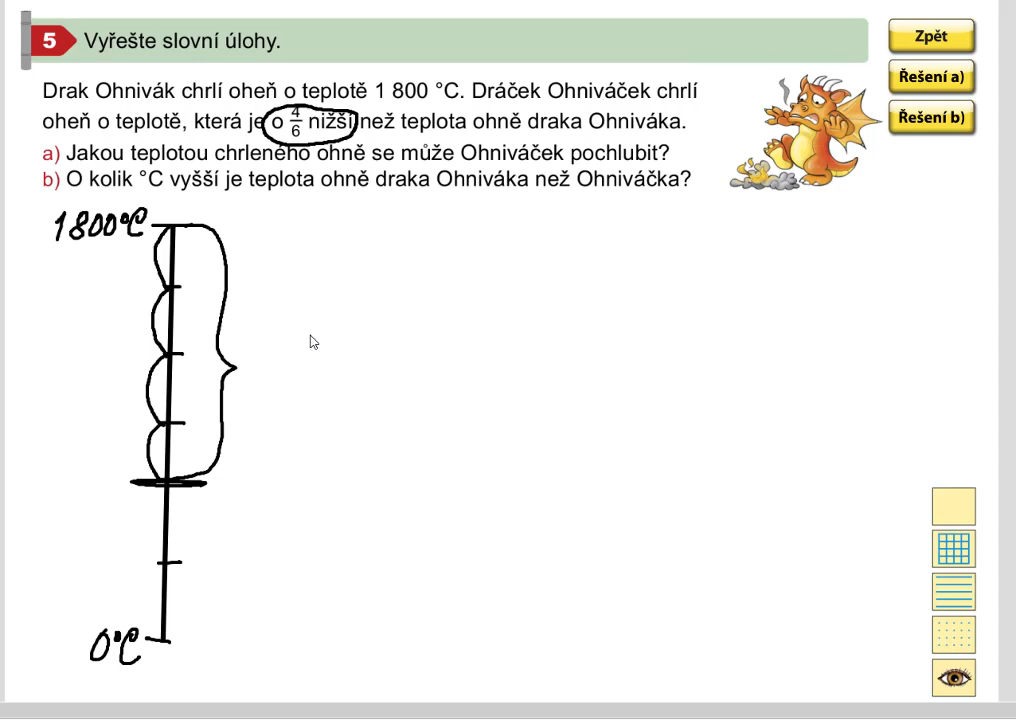 5 Vyřešte slovní úlohy.
Zpět
Řešení a)
Řešení b)
Drak Ohnivák chrlí oheň o teplotě 1 800 °C. Dráček Ohniváček chrlí
oheň o teplotě, která je o 4/6 nižší než teplota ohně draka Ohniváka.
a) Jakou teplotou chrleného ohně se může Ohniváček pochlubit?
b) O kolik °C vyšší je teplota ohně draka Ohniváka než Ohniváčka?
1800°C
0°C